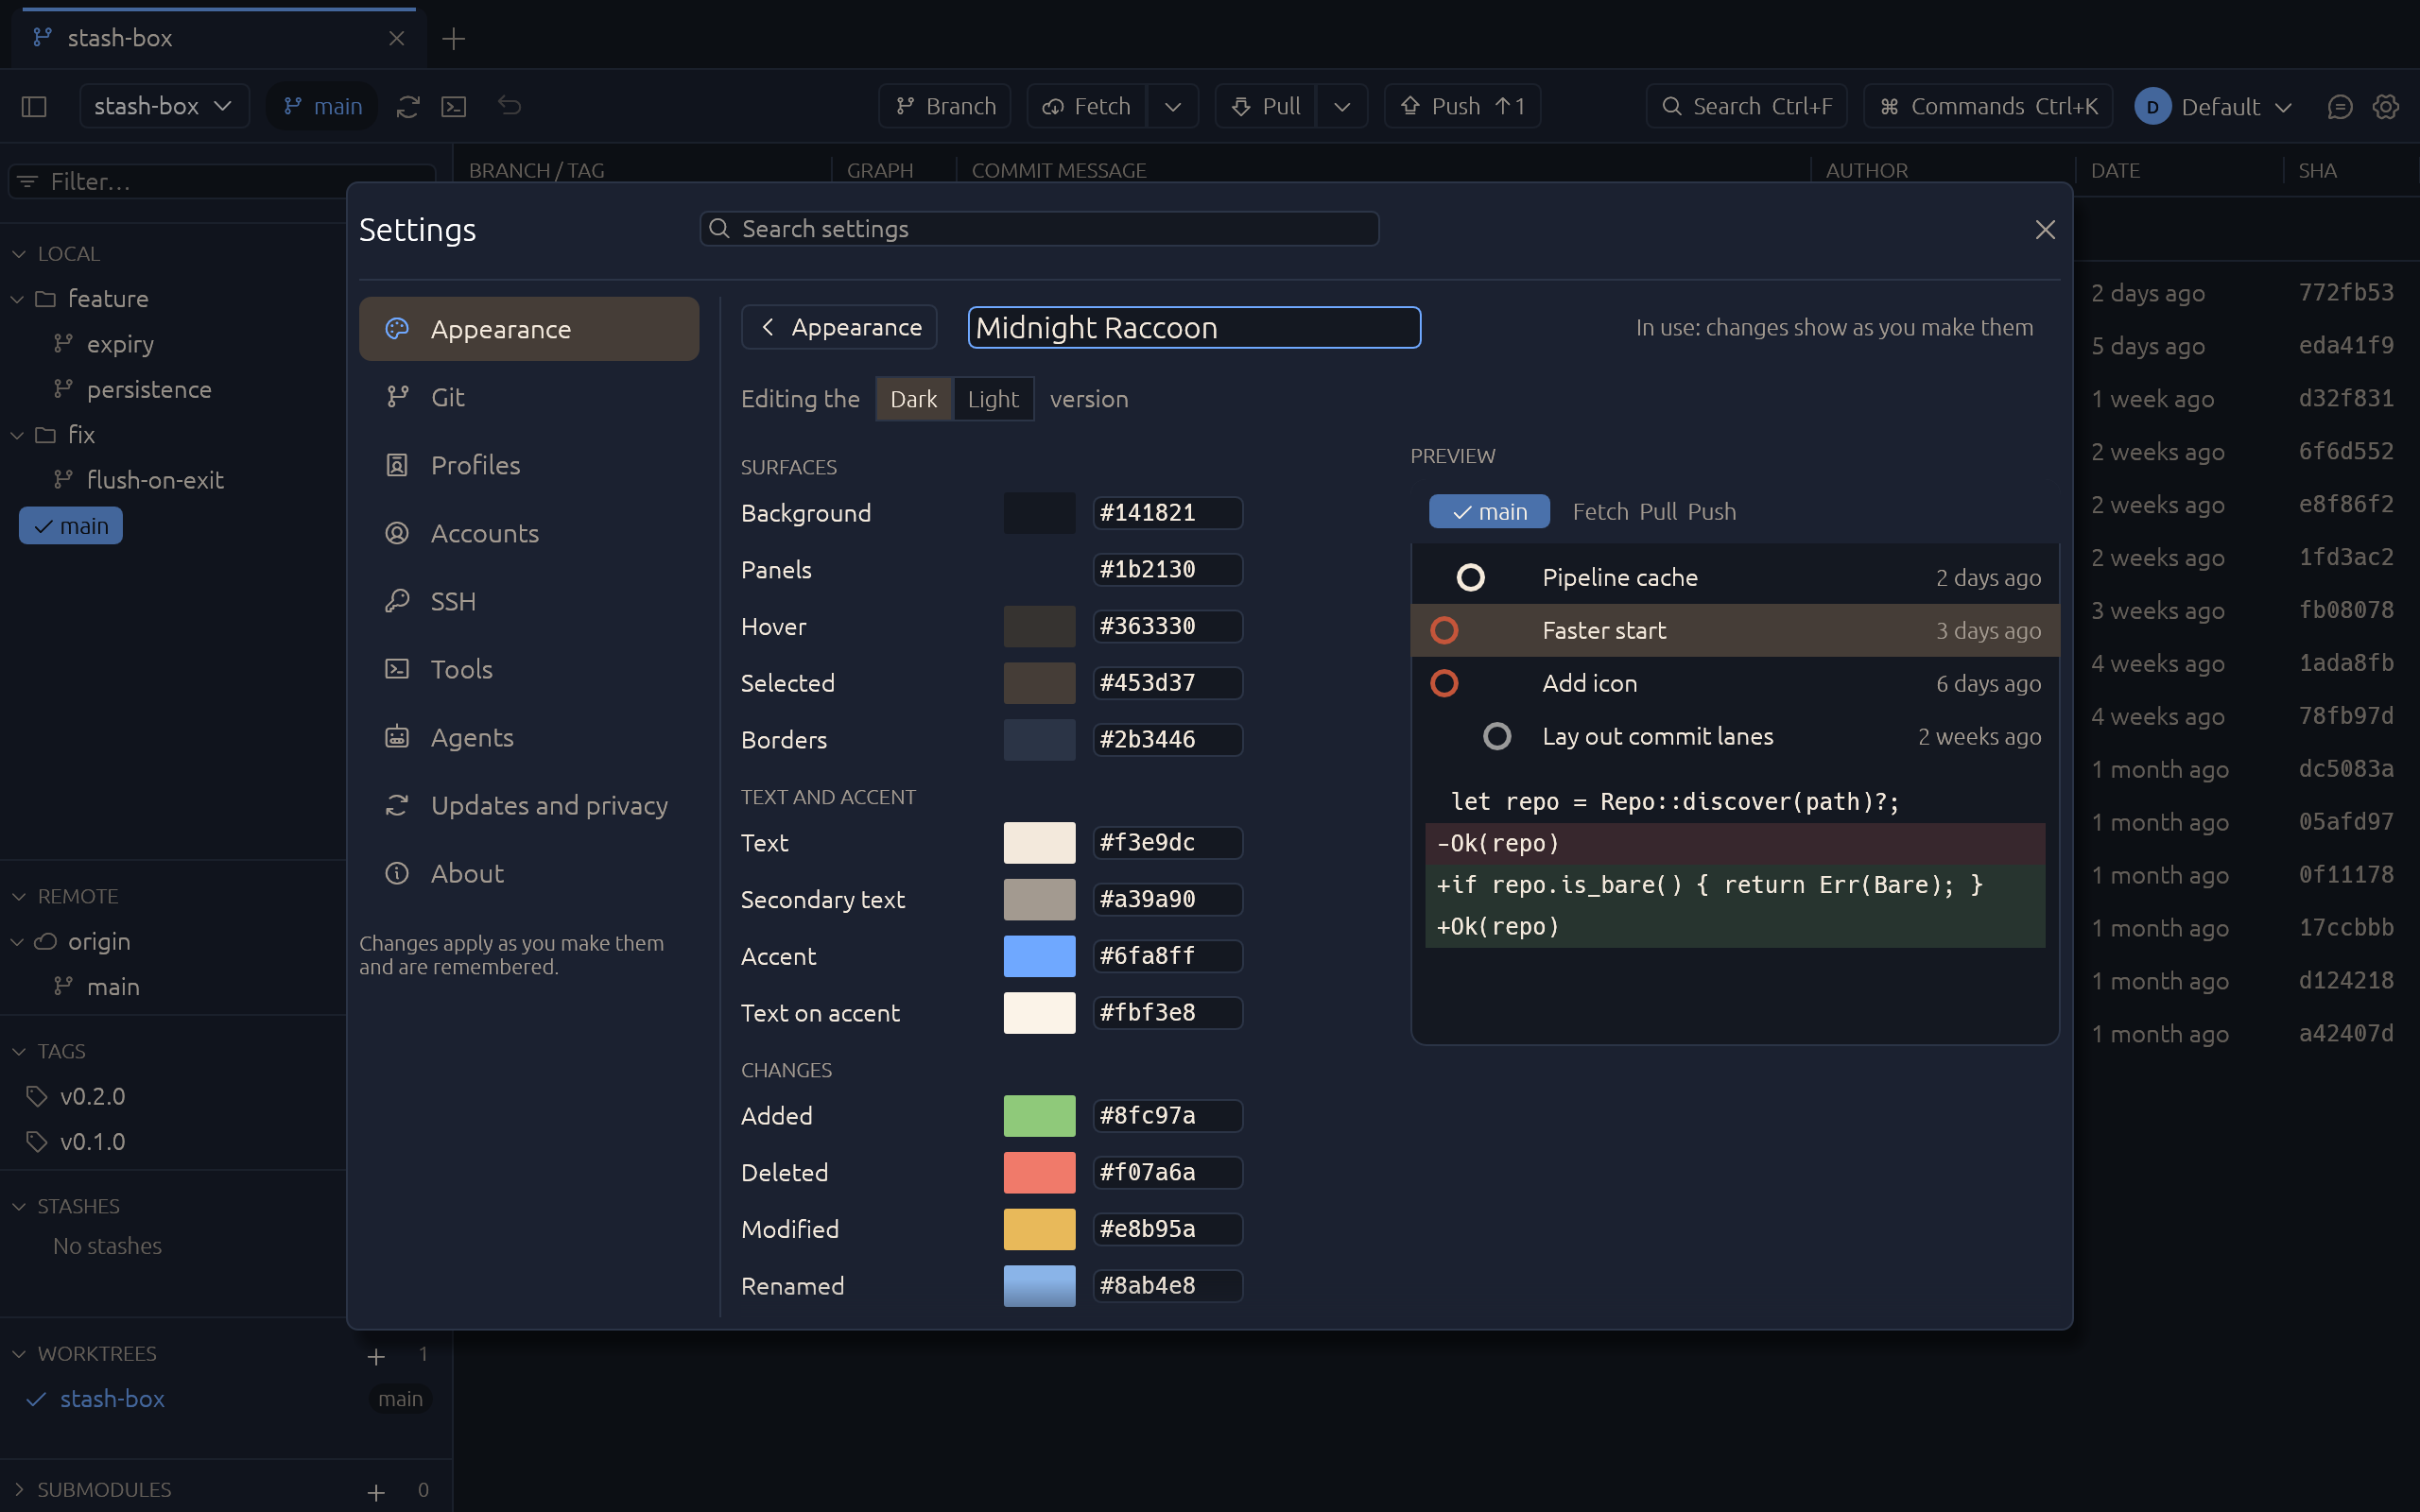 stash-box
stash-box main Branch Fetch Pull Push ↑1 Search Ctrl+F Commands Ctrl+K D Default
Filter… BRANCH / TAG GRAPH COMMIT MESSAGE AUTHOR DATE SHA
LOCAL
feature
expiry
persistence
fix
flush-on-exit
main
REMOTE
origin
main
TAGS
v0.2.0
v0.1.0
STASHES
No stashes
WORKTREES 1
stash-box main
SUBMODULES 0
Settings Search settings
Appearance
Git
Profiles
Accounts
SSH
Tools
Agents
Updates and privacy
About
Changes apply as you make them
and are remembered.
Appearance Midnight Raccoon In use: changes show as you make them
Editing the Dark Light version
SURFACES
Background #141821
Panels #1b2130
Hover #363330
Selected #453d37
Borders #2b3446
TEXT AND ACCENT
Text #f3e9dc
Secondary text #a39a90
Accent #6fa8ff
Text on accent #fbf3e8
CHANGES
Added #8fc97a
Deleted #f07a6a
Modified #e8b95a
Renamed #8ab4e8
PREVIEW
main Fetch Pull Push
Pipeline cache 2 days ago
Faster start 3 days ago
Add icon 6 days ago
Lay out commit lanes 2 weeks ago
let repo = Repo::discover(path)?;
-Ok(repo)
+if repo.is_bare() { return Err(Bare); }
+Ok(repo)
2 days ago 772fb53
5 days ago eda41f9
1 week ago d32f831
2 weeks ago 6f6d552
2 weeks ago e8f86f2
2 weeks ago 1fd3ac2
3 weeks ago fb08078
4 weeks ago 1ada8fb
4 weeks ago 78fb97d
1 month ago dc5083a
1 month ago 05afd97
1 month ago 0f11178
1 month ago 17ccbbb
1 month ago d124218
1 month ago a42407d